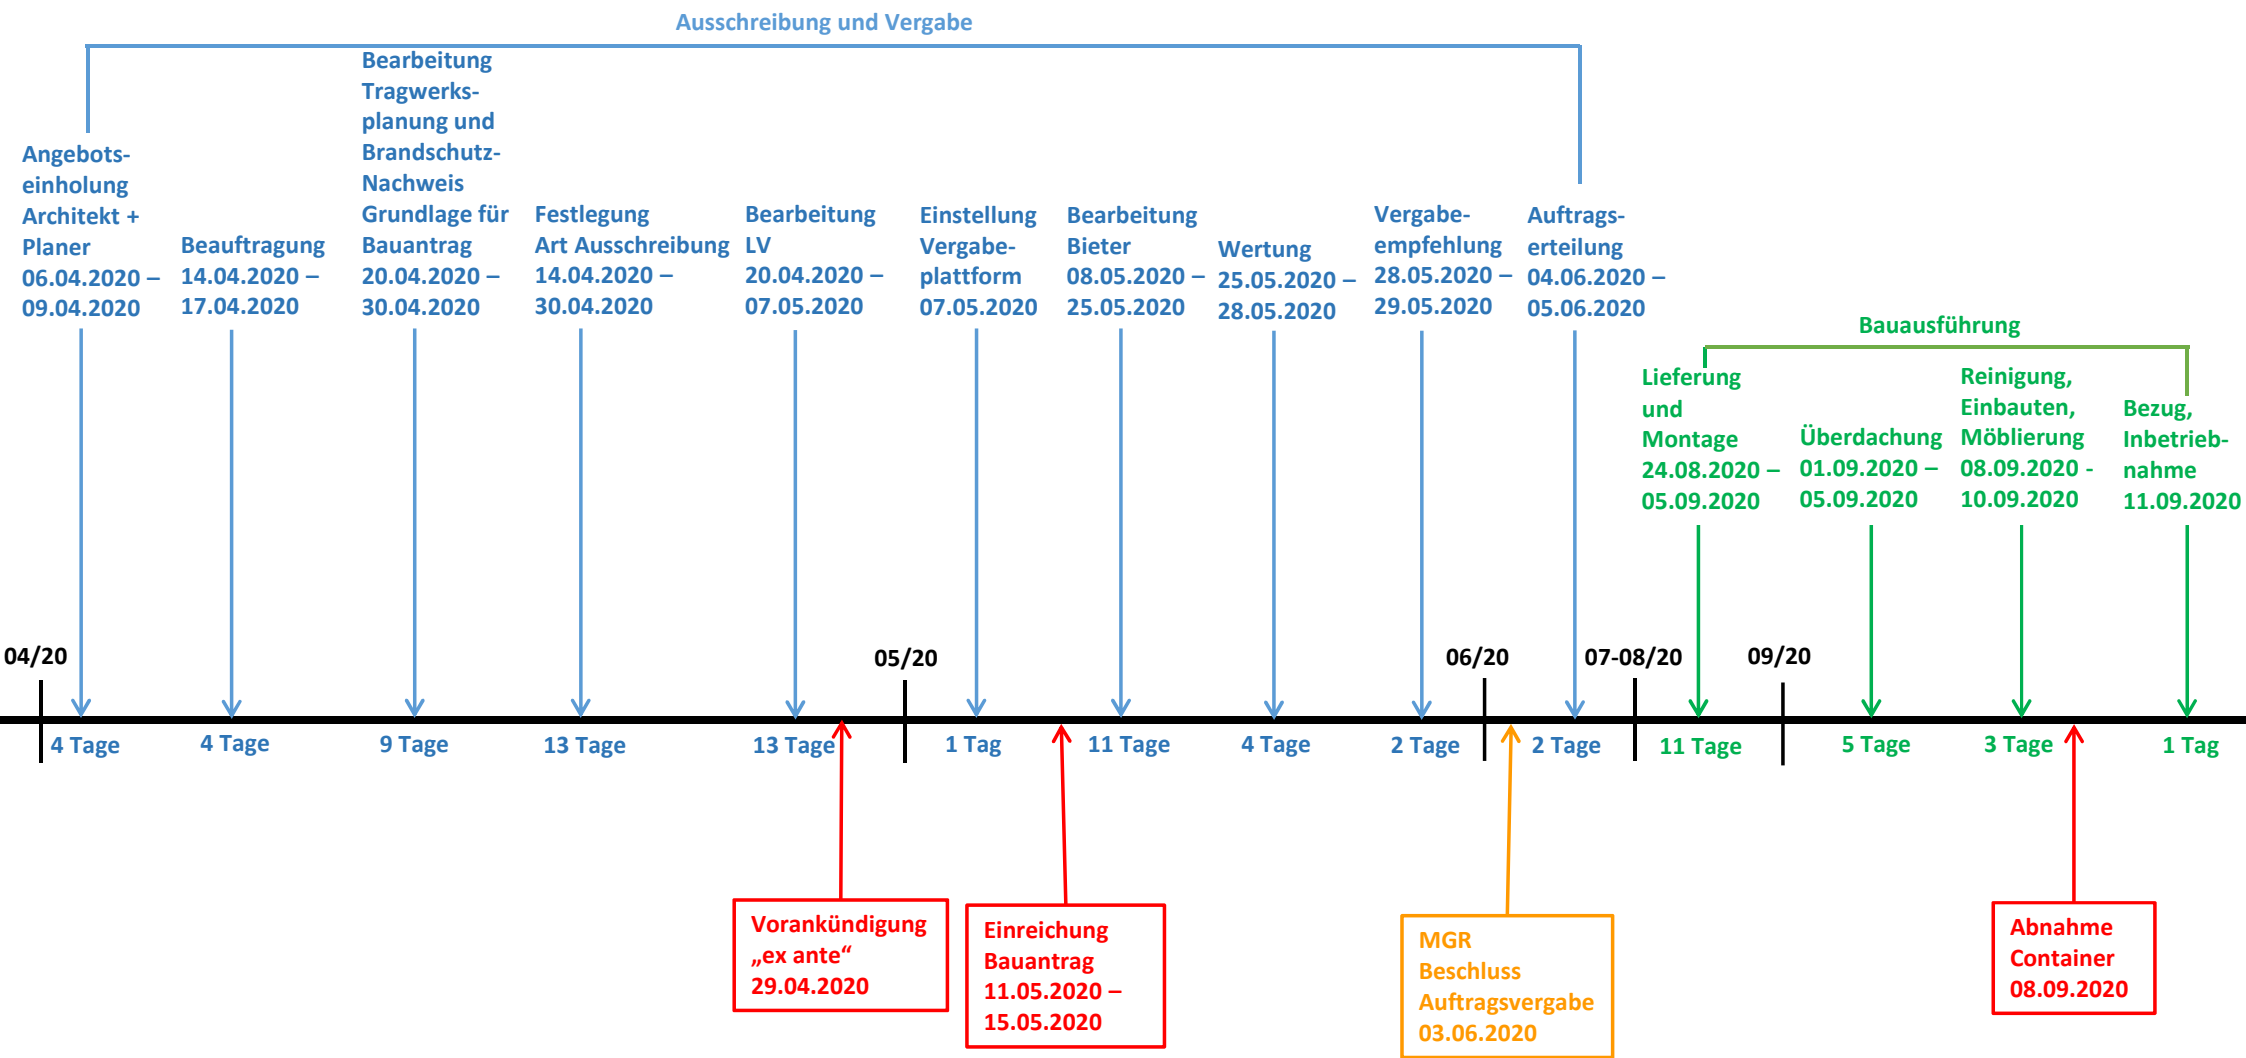 Ausschreibung und Vergabe
Angebots-
einholung
Architekt +
Planer
06.04.2020 –
09.04.2020
Beauftragung
14.04.2020 –
17.04.2020
Bearbeitung
Tragwerks-
planung und
Brandschutz-
Nachweis
Grundlage für
Bauantrag
20.04.2020 –
30.04.2020
Festlegung
Art Ausschreibung
14.04.2020 –
30.04.2020
Bearbeitung
LV
20.04.2020 –
07.05.2020
Einstellung
Vergabe-
plattform
07.05.2020
Bearbeitung
Bieter
08.05.2020 –
25.05.2020
Wertung
25.05.2020 –
28.05.2020
Vergabe-
empfehlung
28.05.2020 –
29.05.2020
Auftrags-
erteilung
04.06.2020 –
05.06.2020
Bauausführung
Lieferung
und
Montage
24.08.2020 –
05.09.2020
Überdachung
01.09.2020 –
05.09.2020
Reinigung,
Einbauten,
Möblierung
08.09.2020 -
10.09.2020
Bezug,
Inbetrieb-
nahme
11.09.2020
04/20
05/20
06/20
07-08/20
09/20
4 Tage
4 Tage
9 Tage
13 Tage
13 Tage
1 Tag
11 Tage
4 Tage
2 Tage
2 Tage
11 Tage
5 Tage
3 Tage
1 Tag
Vorankündigung
„ex ante“
29.04.2020
Einreichung
Bauantrag
11.05.2020 –
15.05.2020
MGR
Beschluss
Auftragsvergabe
03.06.2020
Abnahme
Container
08.09.2020